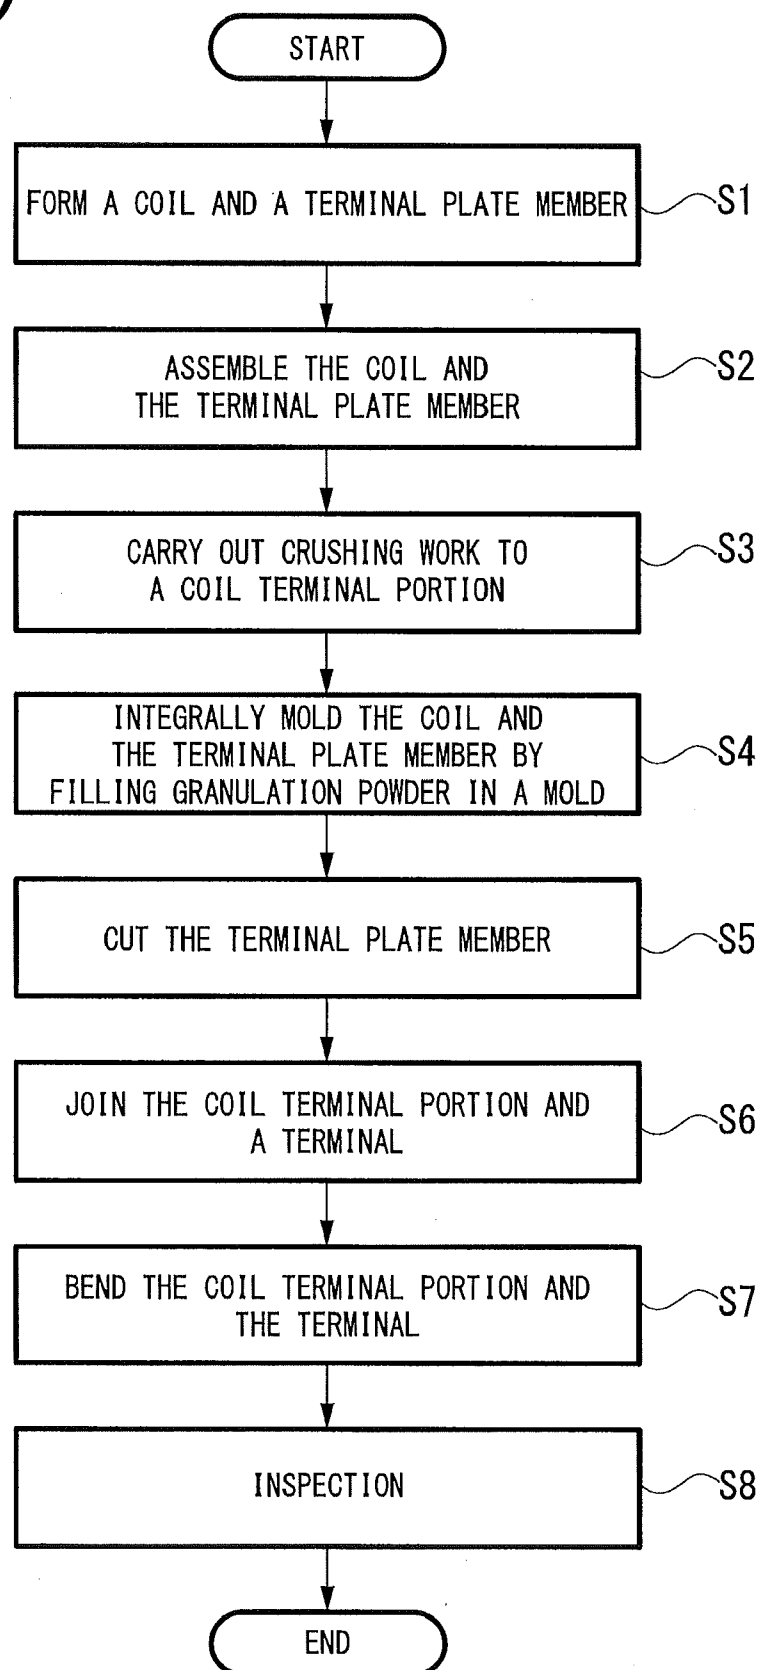 START
FORM A COIL AND A TERMINAL PLATE MEMBER
S1
ASSEMBLE THE COIL AND
THE TERMINAL PLATE MEMBER
S2
CARRY OUT CRUSHING WORK TO
A COIL TERMINAL PORTION
S3
INTEGRALLY MOLD THE COIL AND
THE TERMINAL PLATE MEMBER BY
FILLING GRANULATION POWDER IN A MOLD
S4
CUT THE TERMINAL PLATE MEMBER
S5
JOIN THE COIL TERMINAL PORTION AND
A TERMINAL
S6
BEND THE COIL TERMINAL PORTION AND
THE TERMINAL
S7
INSPECTION
S8
END